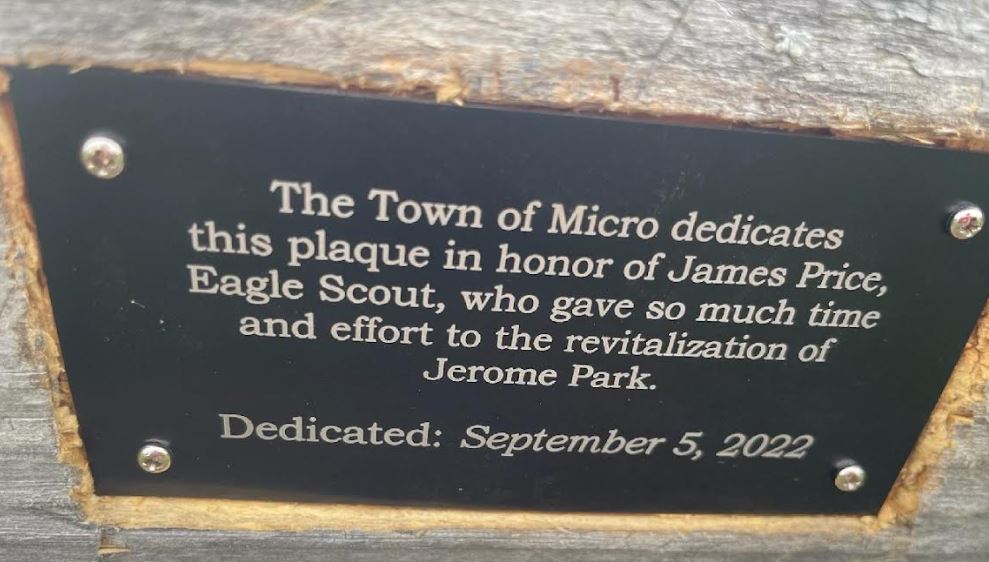 The Town of Micro dedicates
this plaque in honor of James Price,
Eagle Scout, who gave so much time
and effort to the revitalization of
Jerome Park.
Dedicated: September 5, 2022